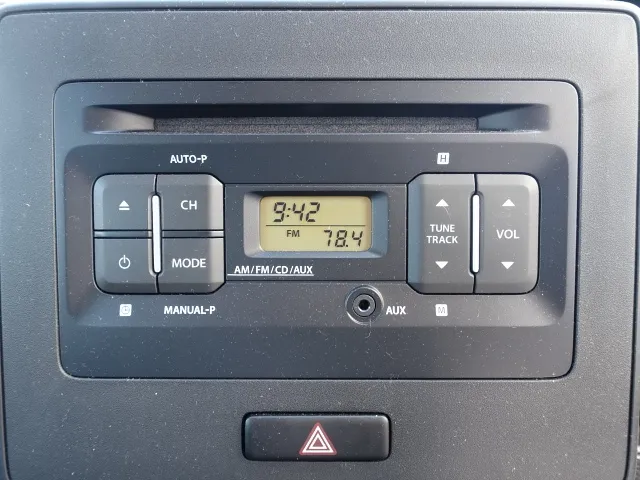 AUTO-P
H
CH
MODE
9:42
FM 78.4
AM/FM/CD/AUX
TUNE
TRACK
VOL
MANUAL-P
AUX
M